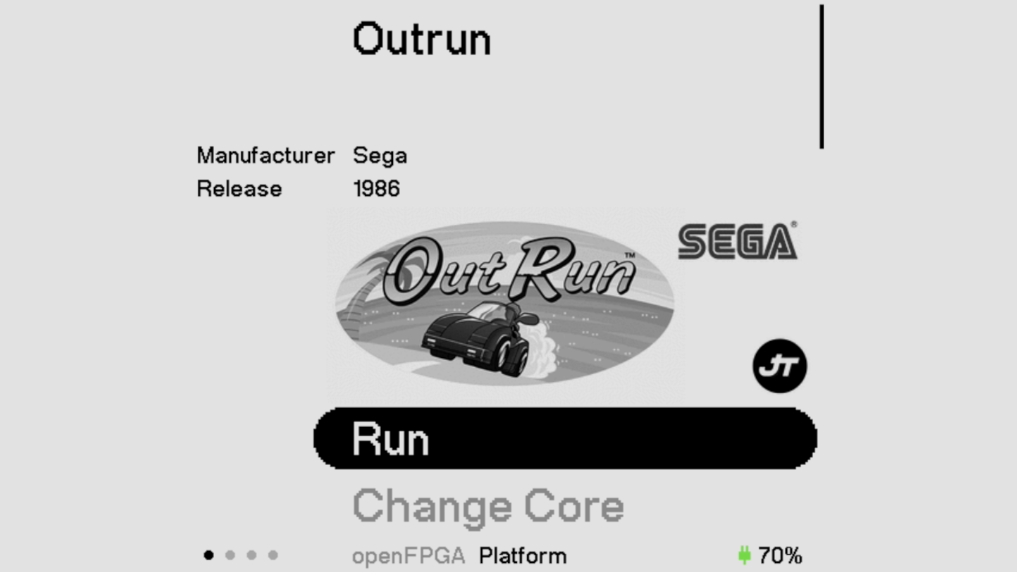 Outrun
Manufacturer Sega
Release 1986
OutRun™
SEGA®
JT
Run
Change Core
openFPGA Platform
70%